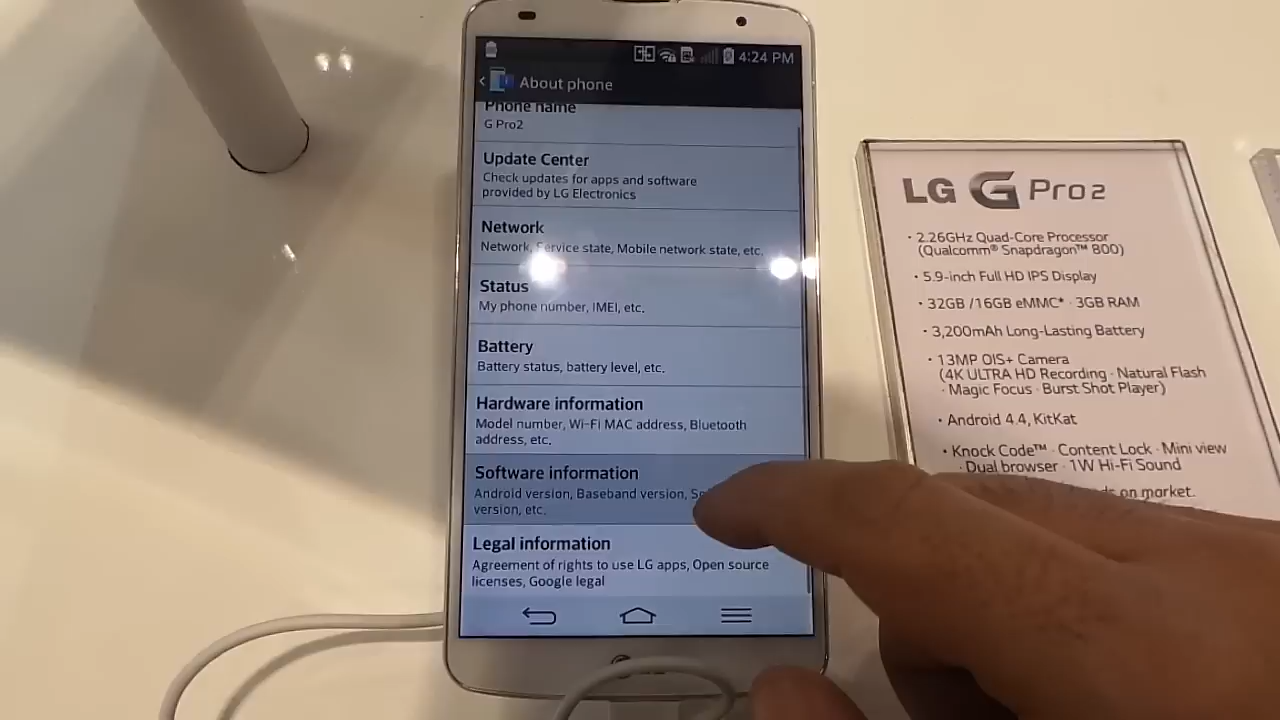 4:24 PM
About phone
Phone name
G Pro2
Update Center
Check updates for apps and software
provided by LG Electronics
Network
Network, Service state, Mobile network state, etc.
Status
My phone number, IMEI, etc.
Battery
Battery status, battery level, etc.
Hardware information
Model number, Wi-Fi MAC address, Bluetooth
address, etc.
Software information
Android version, Baseband version,
version, etc.
Legal information
Agreement of rights to use LG apps, Open source
licenses, Google legal
LG G Pro2
· 2.26GHz Quad-Core Processor
(Qualcomm® Snapdragon™ 800)
· 5.9-inch Full HD IPS Display
· 32GB /16GB eMMC* · 3GB RAM
· 3,200mAh Long-Lasting Battery
· 13MP OIS+ Camera
(4K ULTRA HD Recording · Natural Flash
· Magic Focus · Burst Shot Player)
· Android 4.4, KitKat
· Knock Code™ · Content Lock · Mini view
· Dual browser · 1W Hi-Fi Sound
on market.